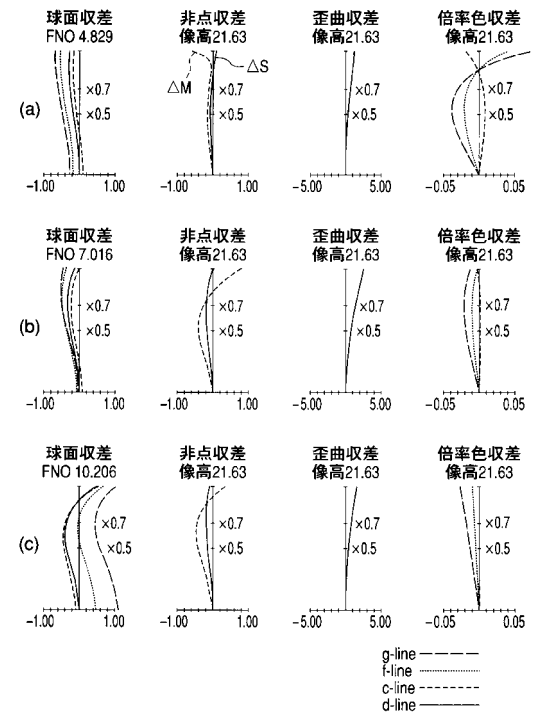 球面収差
FNO 4.829
非点収差
像高21.63
歪曲収差
像高21.63
倍率色収差
像高21.63
(a)
×0.7
×0.5
△M
△S
×0.7
×0.5
×0.7
×0.5
×0.7
×0.5
-1.00
1.00
-1.00
1.00
-5.00
5.00
-0.05
0.05
球面収差
FNO 7.016
非点収差
像高21.63
歪曲収差
像高21.63
倍率色収差
像高21.63
(b)
×0.7
×0.5
×0.7
×0.5
×0.7
×0.5
×0.7
×0.5
-1.00
1.00
-1.00
1.00
-5.00
5.00
-0.05
0.05
球面収差
FNO 10.206
非点収差
像高21.63
歪曲収差
像高21.63
倍率色収差
像高21.63
(c)
×0.7
×0.5
×0.7
×0.5
×0.7
×0.5
×0.7
×0.5
-1.00
1.00
-1.00
1.00
-5.00
5.00
-0.05
0.05
g-line
f-line
c-line
d-line